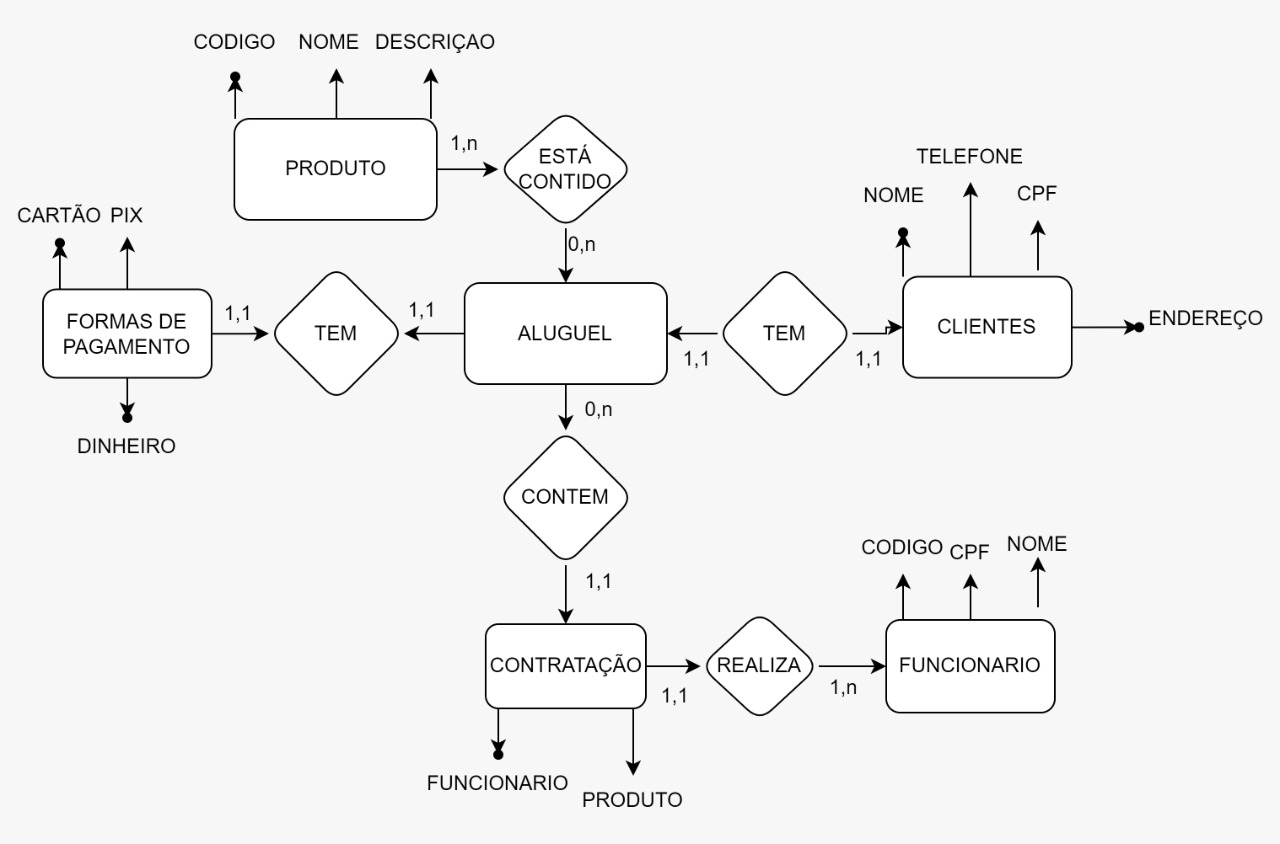 CODIGO NOME DESCRIÇAO
PRODUTO
1,n
ESTÁ
CONTIDO
0,n
CARTÃO PIX
FORMAS DE
PAGAMENTO
1,1
TEM
1,1
DINHEIRO
ALUGUEL
1,1
TEM
1,1
TELEFONE
NOME
CPF
CLIENTES
ENDEREÇO
0,n
CONTEM
1,1
CONTRATAÇÃO
1,1
REALIZA
1,n
CODIGO CPF NOME
FUNCIONARIO
FUNCIONARIO
PRODUTO